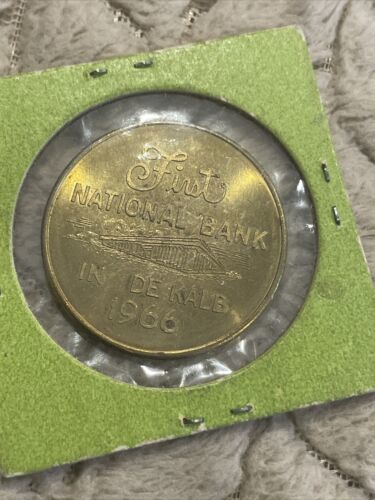 First
NATIONAL BANK
IN DE KALB
1966